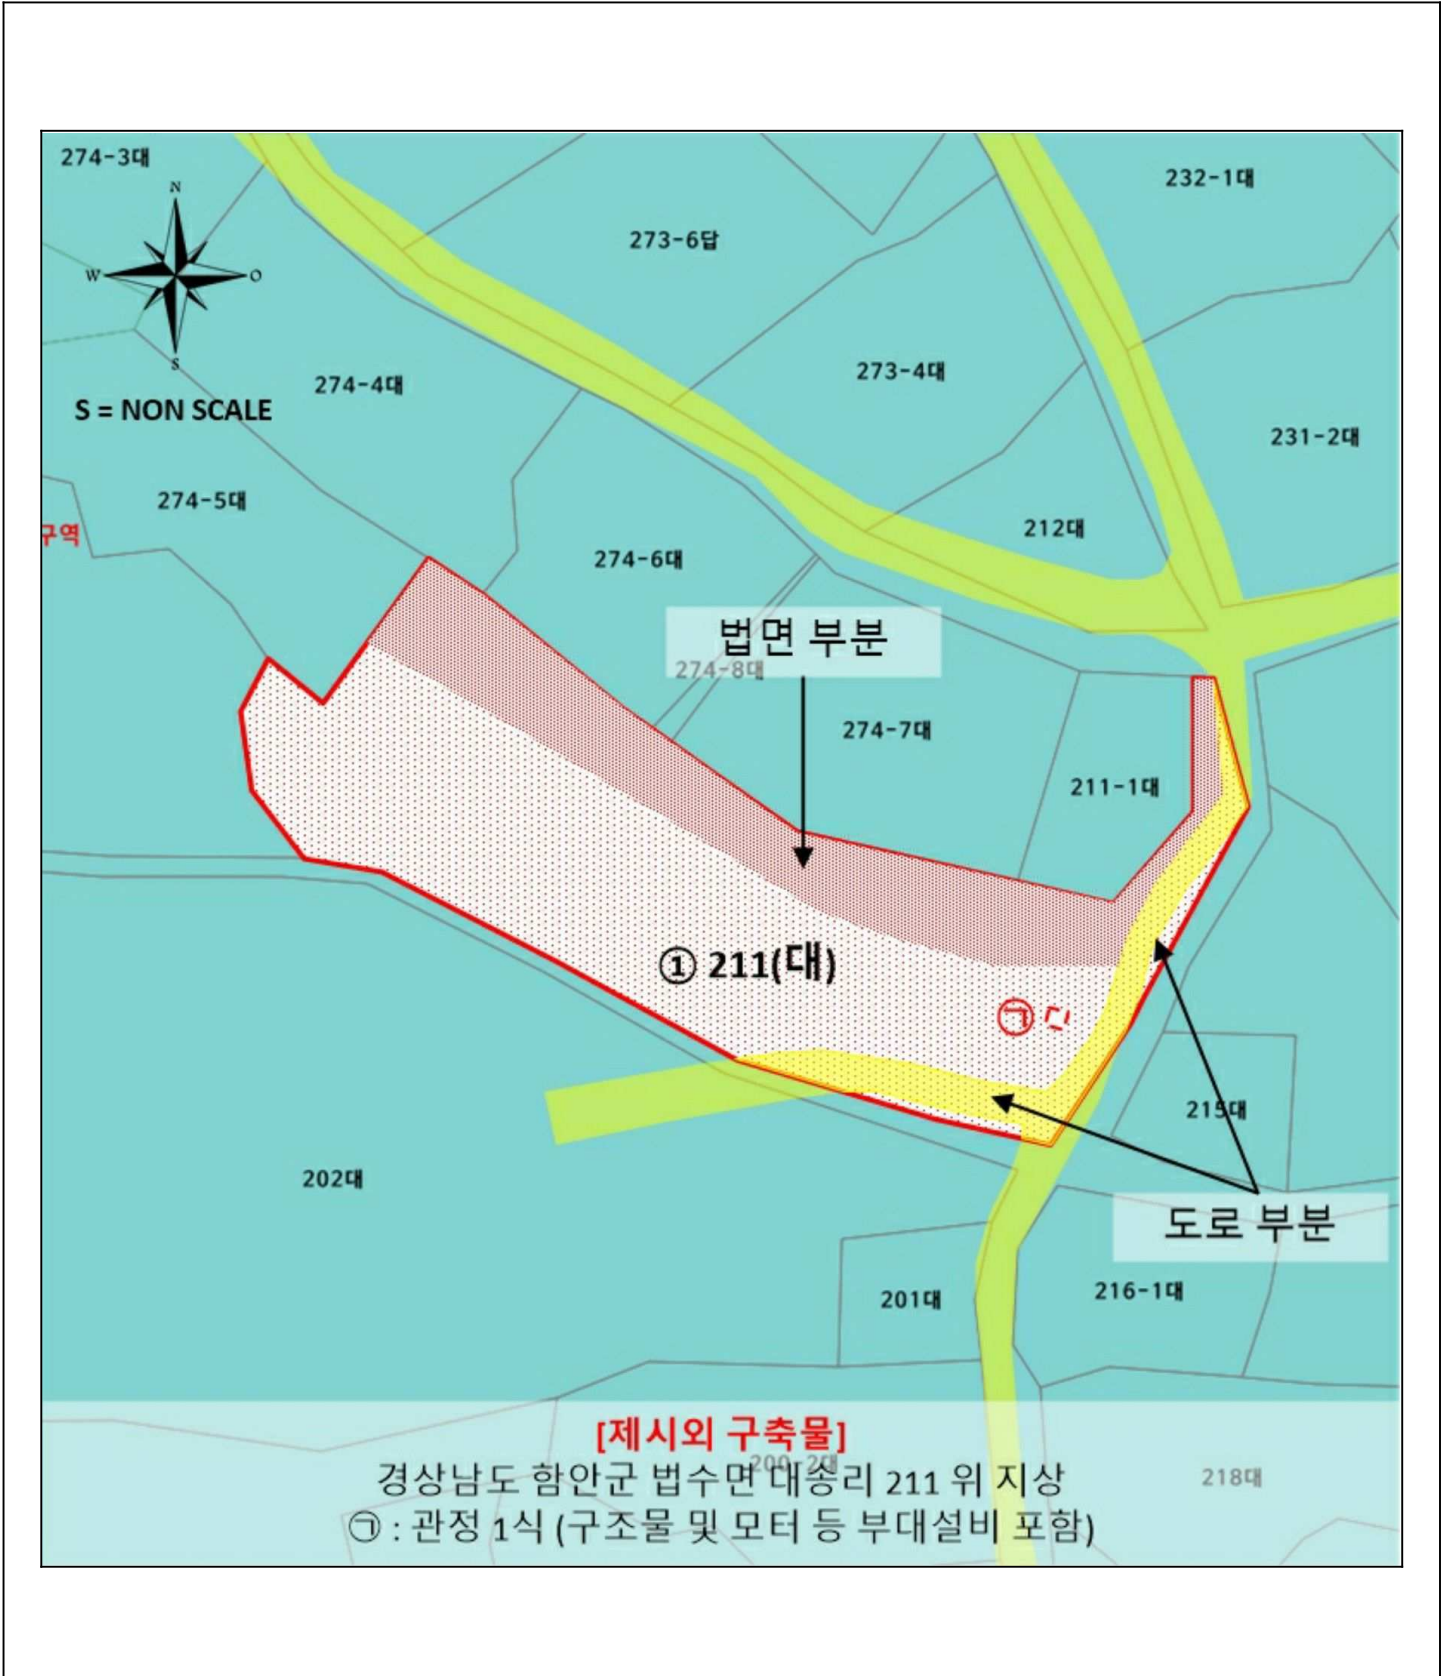 274-3대
232-1대
N
273-6답
W
O
S
273-4대
274-4대
S = NON SCALE
231-2대
274-5대
212대
구역
274-6대
법면 부분
274-8대
274-7대
211-1대
① 211(대)
㉠
215대
202대
도로 부분
216-1대
201대
[제시외 구축물]
200-2대
경상남도 함안군 법수면 대송리 211 위 지상
218대
㉠ : 관정 1식 (구조물 및 모터 등 부대설비 포함)